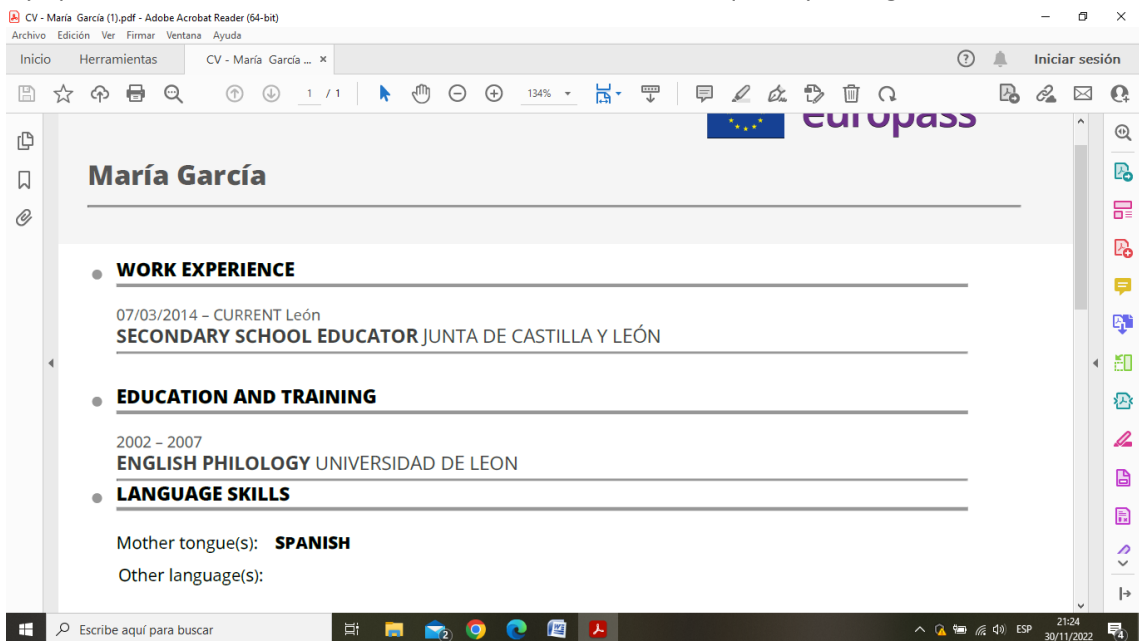 CV - María García (1).pdf - Adobe Acrobat Reader (64-bit)
Archivo Edición Ver Firmar Ventana Ayuda
Inicio Herramientas CV - María García ... × Iniciar sesión
1 / 1 134%
europass
María García
WORK EXPERIENCE
07/03/2014 – CURRENT León
SECONDARY SCHOOL EDUCATOR JUNTA DE CASTILLA Y LEÓN
EDUCATION AND TRAINING
2002 – 2007
ENGLISH PHILOLOGY UNIVERSIDAD DE LEON
LANGUAGE SKILLS
Mother tongue(s): SPANISH
Other language(s):
Escribe aquí para buscar 2 ESP 21:24
30/11/2022 4